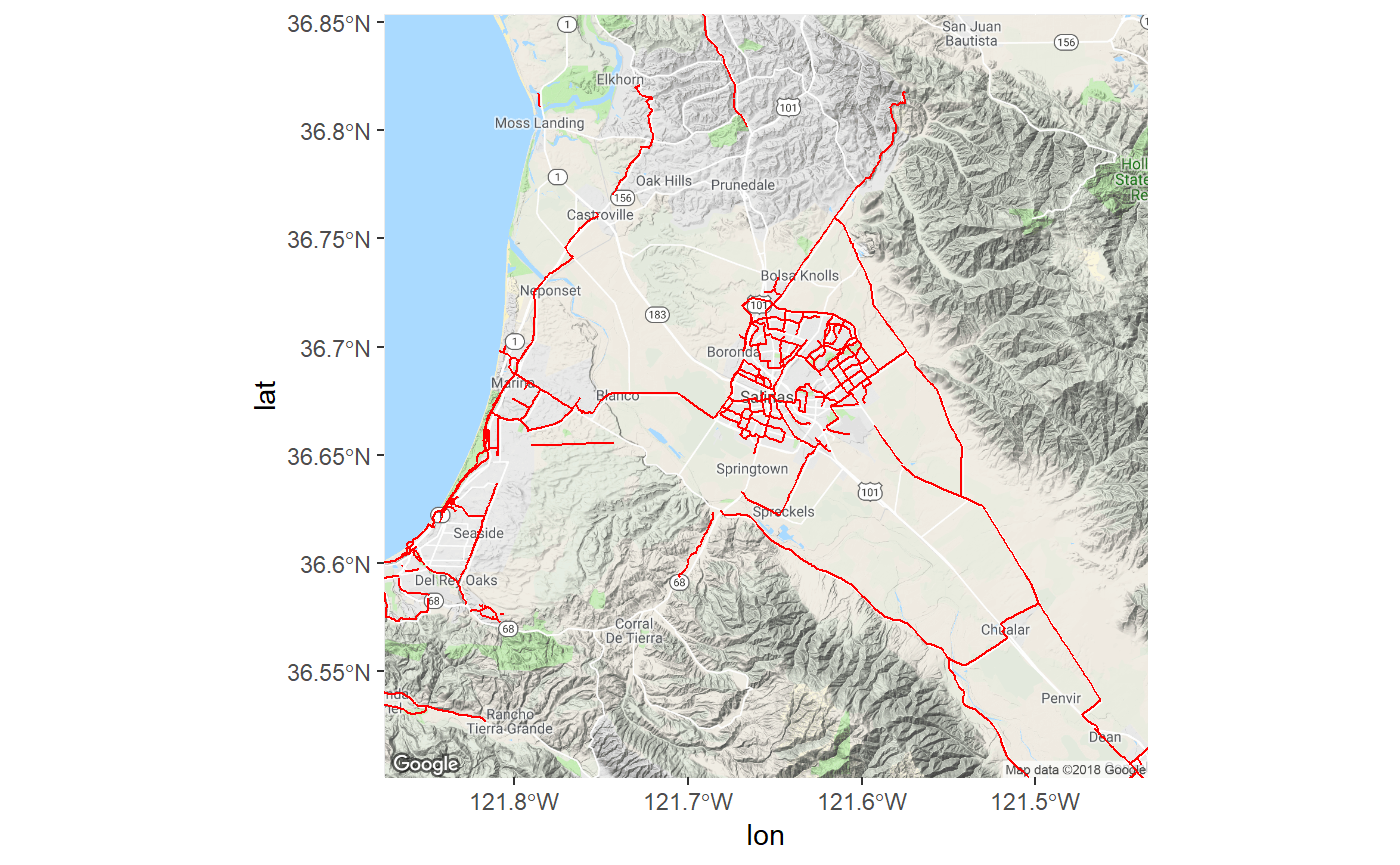 36.85°N
36.8°N
36.75°N
36.7°N
36.65°N
36.6°N
36.55°N
lat
1
San Juan
Bautista
156
1
Elkhorn
101
Moss Landing
Holl
State
Re
1
Oak Hills
Prunedale
156
Castroville
Bolsa Knolls
Neponset
101
183
1
Boronda
Marina
Blanco
Salinas
Springtown
101
Spreckels
1
Seaside
Del Rey Oaks
68
68
68
Corral
De Tierra
Chualar
Penvir
Rancho
Tierra Grande
Dean
Google
Map data ©2018 Google
121.8°W
121.7°W
121.6°W
121.5°W
lon